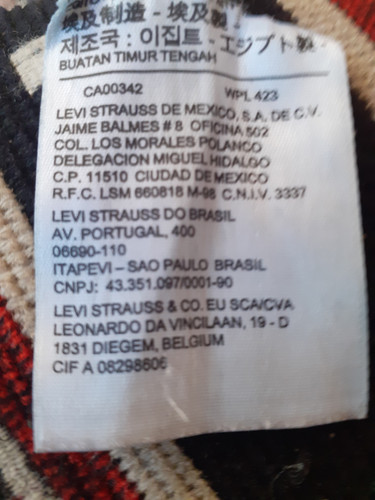 埃及制造 - 埃及製 -
제조국 : 이집트 - エジプト製 -
BUATAN TIMUR TENGAH
CA00342 WPL 423
LEVI STRAUSS DE MEXICO, S.A. DE C.V.
JAIME BALMES # 8 OFICINA 502
COL. LOS MORALES POLANCO
DELEGACION MIGUEL HIDALGO
C.P. 11510 CIUDAD DE MEXICO
R.F.C. LSM 660818 M-98 C.N.I.V. 3337
LEVI STRAUSS DO BRASIL
AV. PORTUGAL, 400
06690-110
ITAPEVI – SAO PAULO BRASIL
CNPJ: 43.351.097/0001-90
LEVI STRAUSS & CO. EU SCA/CVA
LEONARDO DA VINCILAAN, 19 - D
1831 DIEGEM, BELGIUM
CIF A 08298606